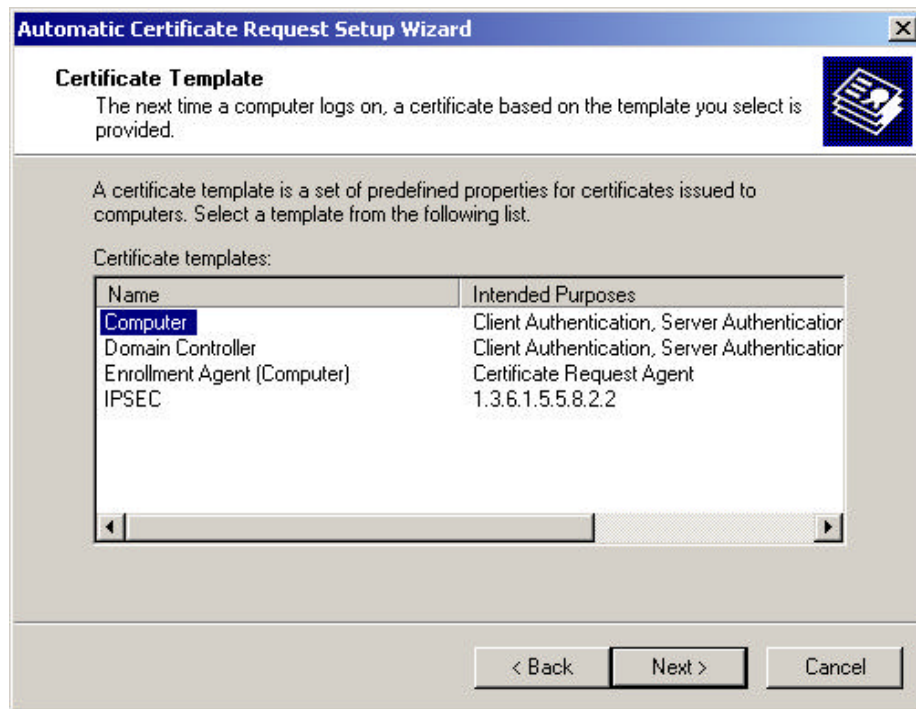 Automatic Certificate Request Setup Wizard
Certificate Template
The next time a computer logs on, a certificate based on the template you select is
provided.
A certificate template is a set of predefined properties for certificates issued to
computers. Select a template from the following list.
Certificate templates:
Name Intended Purposes
Computer Client Authentication, Server Authentication
Domain Controller Client Authentication, Server Authentication
Enrollment Agent (Computer) Certificate Request Agent
IPSEC 1.3.6.1.5.5.8.2.2
< Back Next > Cancel